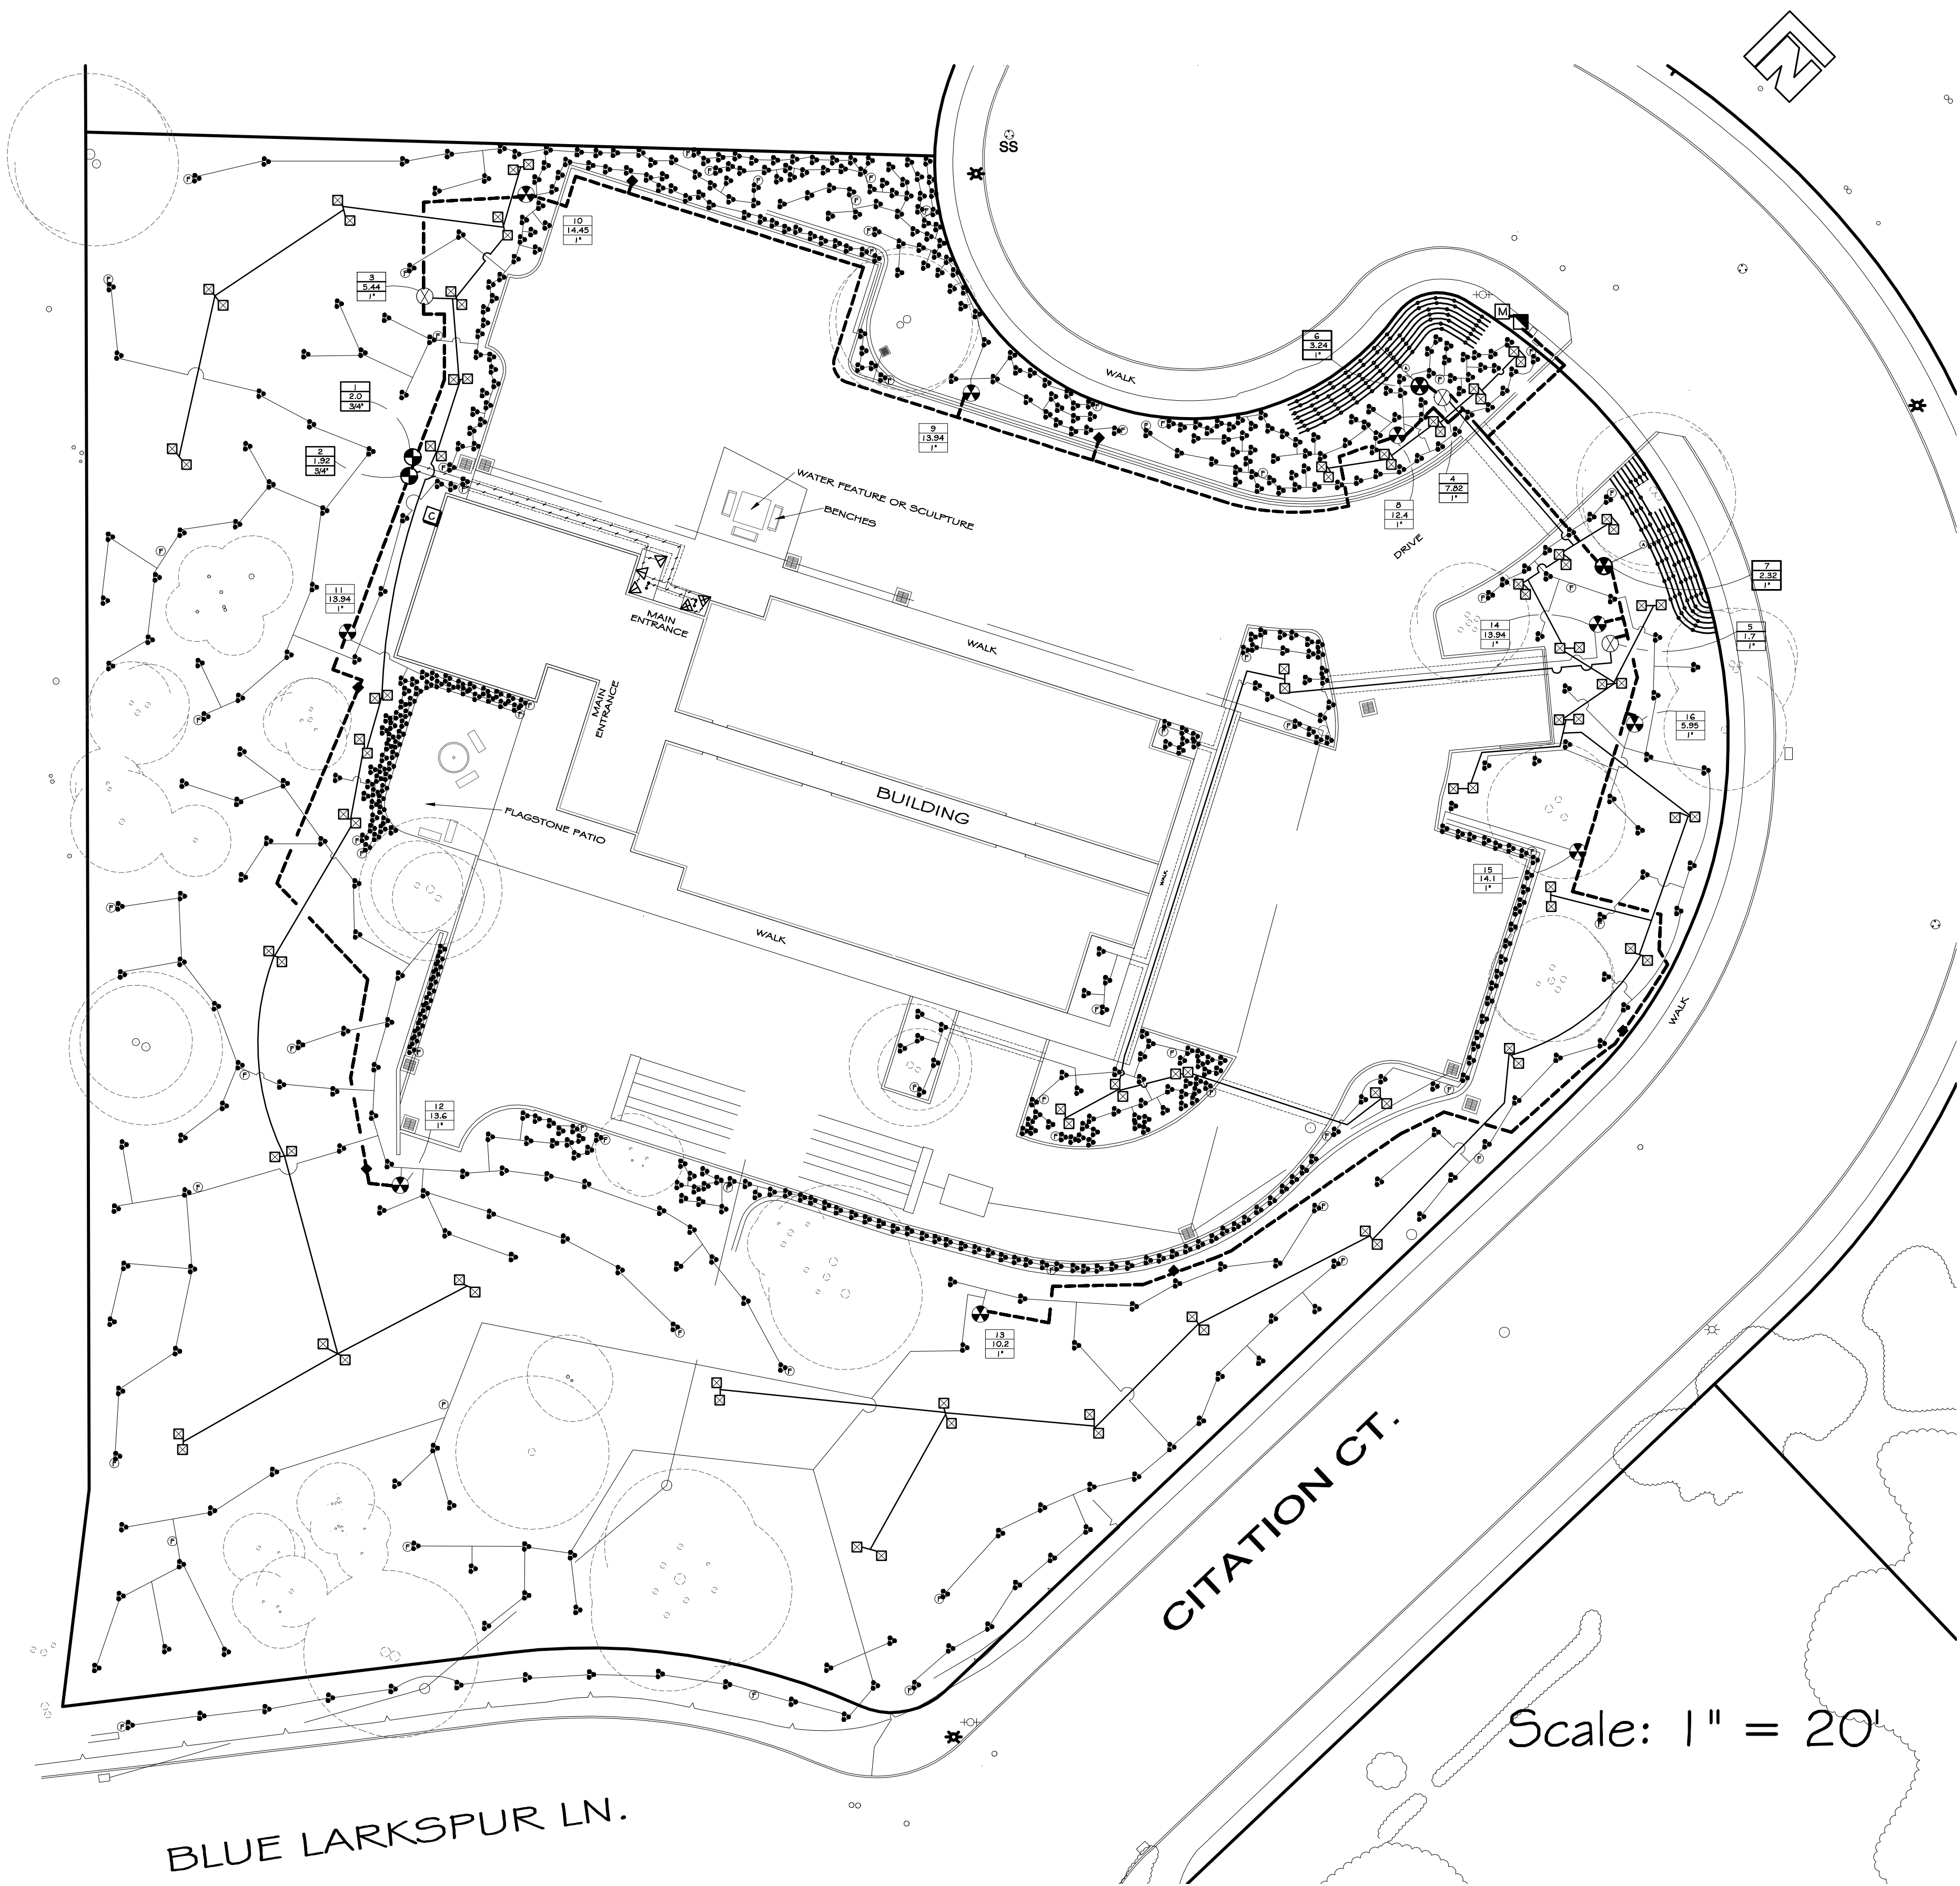 N
SS
10
14.45
1"
3
5.44
1"
M
6
3.24
1"
WALK
1
2.0
3/4"
9
13.94
1"
2
1.92
3/4"
WATER FEATURE OR SCULPTURE
BENCHES
4
7.82
1"
8
12.4
1"
C
DRIVE
7
2.32
1"
11
13.94
1"
MAIN
ENTRANCE
14
13.94
1"
5
1.7
1"
WALK
MAIN
ENTRANCE
16
5.95
1"
BUILDING
FLAGSTONE PATIO
15
14.1
1"
WALK
WALK
WALK
12
13.6
1"
13
10.2
1"
CITATION CT.
Scale: 1" = 20'
BLUE LARKSPUR LN.